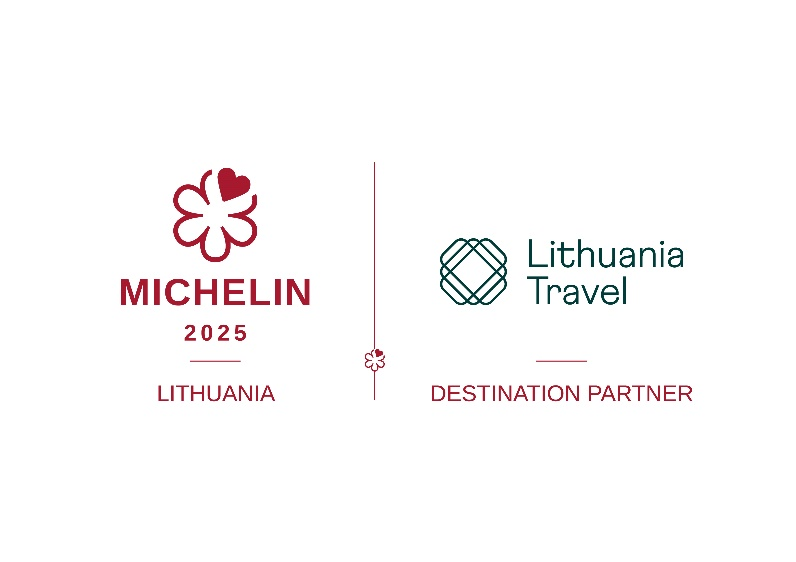 MICHELIN
2025
LITHUANIA
Lithuania
Travel
DESTINATION PARTNER